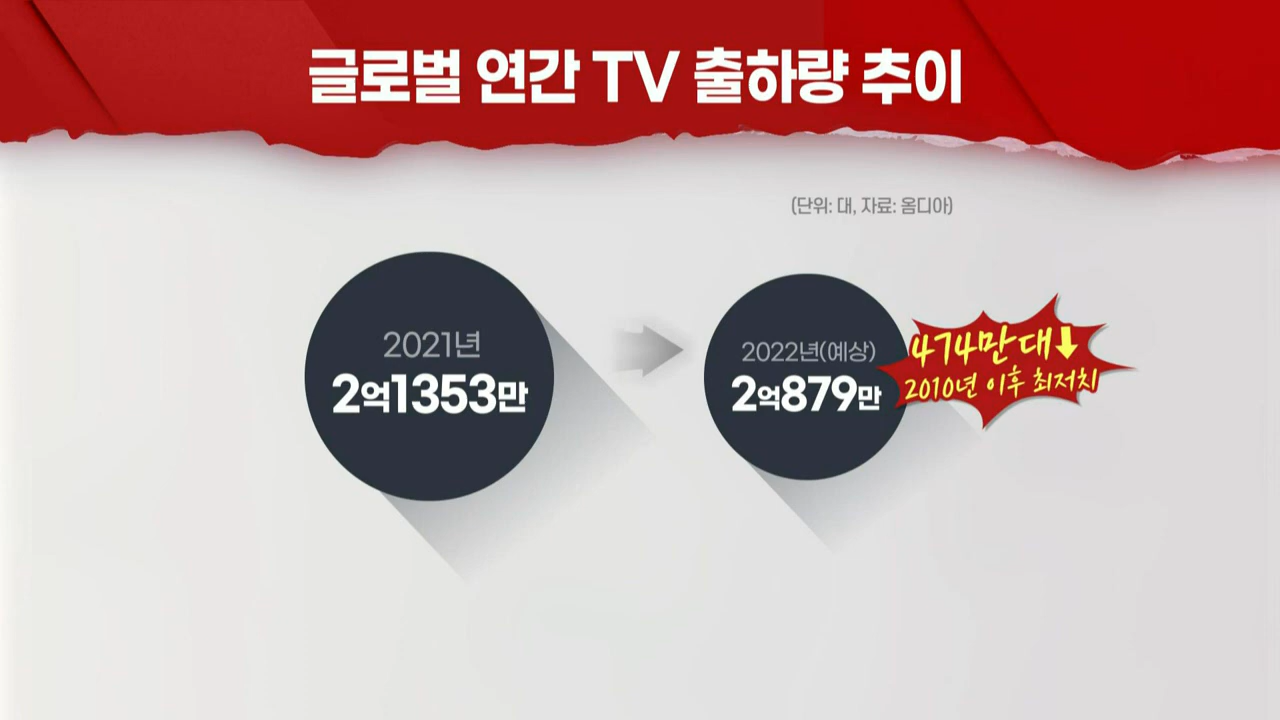 글로벌 연간 TV 출하량 추이
(단위: 대, 자료: 옴디아)
2021년
2억1353만
2022년(예상)
2억879만
474만대⬇
2010년 이후 최저치